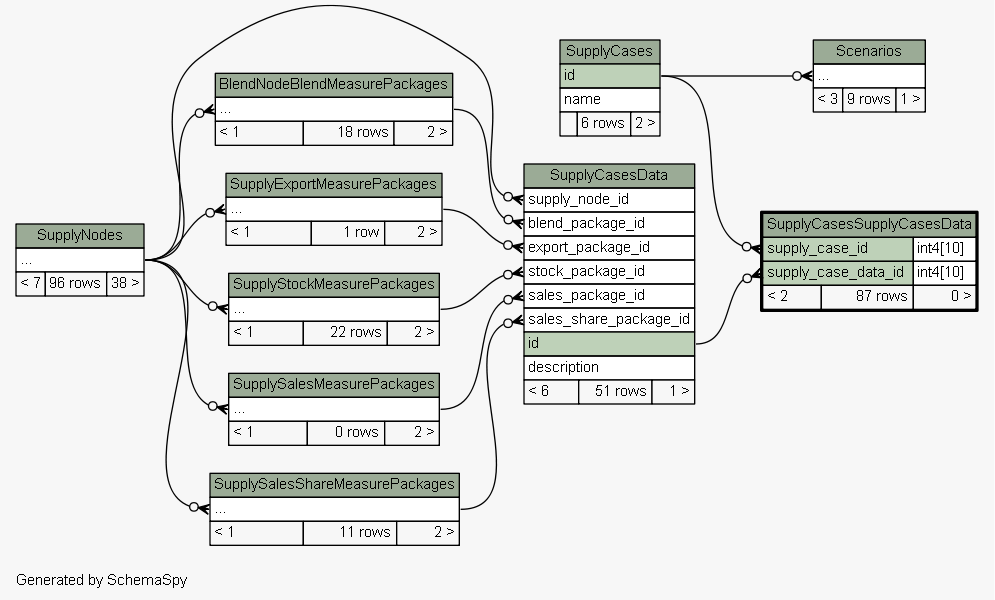 SupplyCases
id
name
6 rows 2 >
Scenarios
...
< 3 9 rows 1 >
BlendNodeBlendMeasurePackages
...
< 1 18 rows 2 >
SupplyExportMeasurePackages
...
< 1 1 row 2 >
SupplyNodes
...
< 7 96 rows 38 >
SupplyStockMeasurePackages
...
< 1 22 rows 2 >
SupplySalesMeasurePackages
...
< 1 0 rows 2 >
SupplySalesShareMeasurePackages
...
< 1 11 rows 2 >
SupplyCasesData
supply_node_id
blend_package_id
export_package_id
stock_package_id
sales_package_id
sales_share_package_id
id
description
< 6 51 rows 1 >
SupplyCasesSupplyCasesData
supply_case_id int4[10]
supply_case_data_id int4[10]
< 2 87 rows 0 >
Generated by SchemaSpy